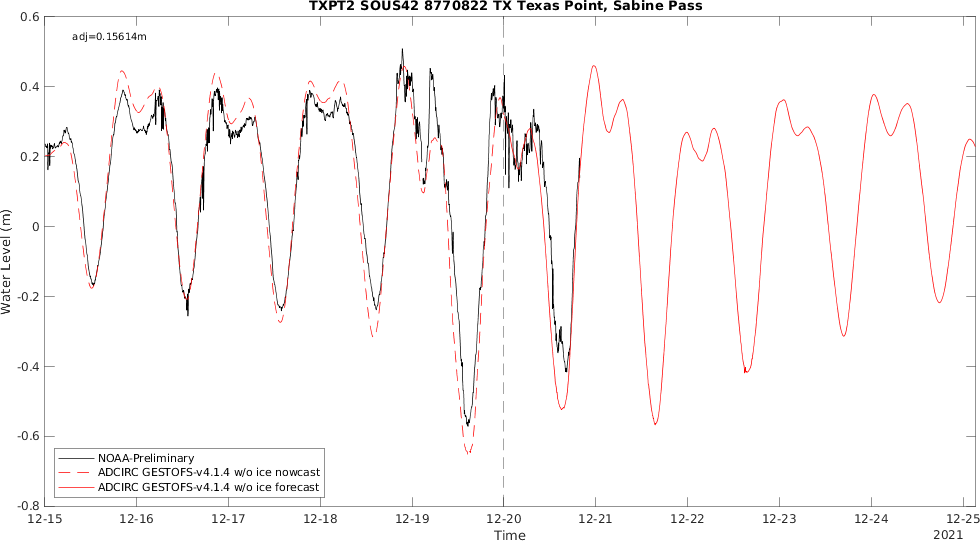 TXPT2 SOUS42 8770822 TX Texas Point, Sabine Pass
adj=0.15614m
0.6
0.4
0.2
0
-0.2
-0.4
-0.6
-0.8
Water Level (m)
NOAA-Preliminary
ADCIRC GESTOFS-v4.1.4 w/o ice nowcast
ADCIRC GESTOFS-v4.1.4 w/o ice forecast
12-15 12-16 12-17 12-18 12-19 12-20 12-21 12-22 12-23 12-24 12-25
Time
2021